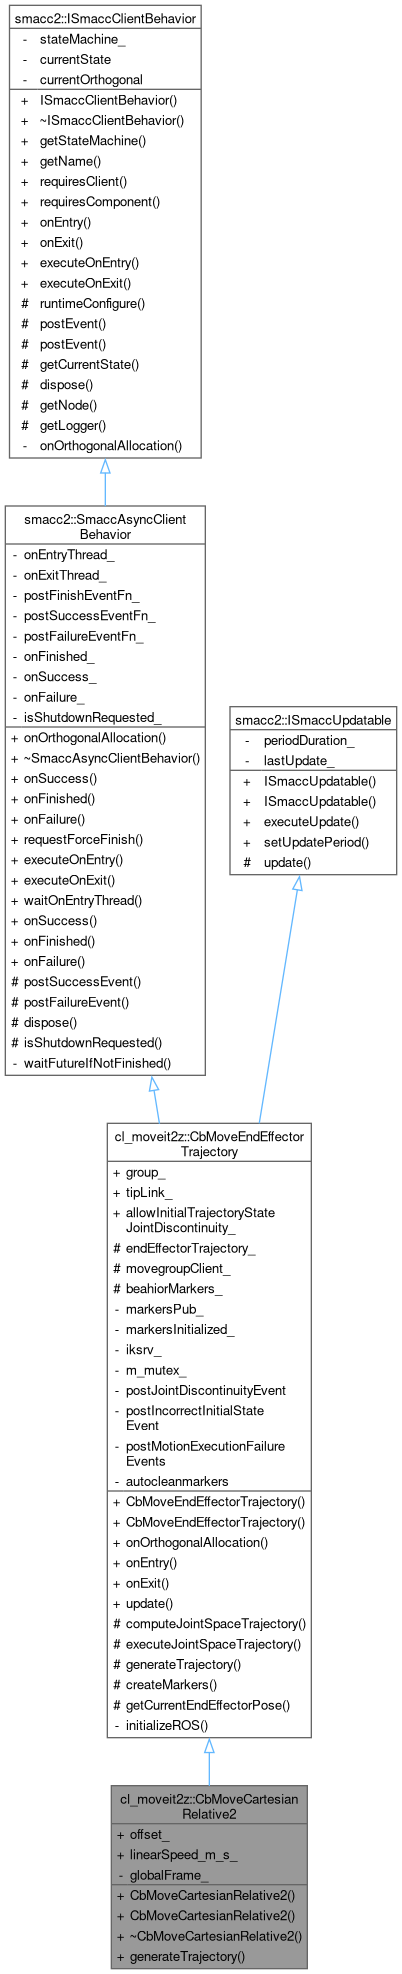 smacc2::ISmaccClientBehavior
- stateMachine_
- currentState
- currentOrthogonal
+ ISmaccClientBehavior()
+ ~ISmaccClientBehavior()
+ getStateMachine()
+ getName()
+ requiresClient()
+ requiresComponent()
+ onEntry()
+ onExit()
+ executeOnEntry()
+ executeOnExit()
# runtimeConfigure()
# postEvent()
# postEvent()
# getCurrentState()
# dispose()
# getNode()
# getLogger()
- onOrthogonalAllocation()
smacc2::SmaccAsyncClient
Behavior
- onEntryThread_
- onExitThread_
- postFinishEventFn_
- postSuccessEventFn_
- postFailureEventFn_
- onFinished_
- onSuccess_
- onFailure_
- isShutdownRequested_
+ onOrthogonalAllocation()
+ ~SmaccAsyncClientBehavior()
+ onSuccess()
+ onFinished()
+ onFailure()
+ requestForceFinish()
+ executeOnEntry()
+ executeOnExit()
+ waitOnEntryThread()
+ onSuccess()
+ onFinished()
+ onFailure()
# postSuccessEvent()
# postFailureEvent()
# dispose()
# isShutdownRequested()
- waitFutureIfNotFinished()
smacc2::ISmaccUpdatable
- periodDuration_
- lastUpdate_
+ ISmaccUpdatable()
+ ISmaccUpdatable()
+ executeUpdate()
+ setUpdatePeriod()
# update()
cl_moveit2z::CbMoveEndEffector
Trajectory
+ group_
+ tipLink_
+ allowInitialTrajectoryState
JointDiscontinuity_
# endEffectorTrajectory_
# movegroupClient_
# beahiorMarkers_
- markersPub_
- markersInitialized_
- iksrv_
- m_mutex_
- postJointDiscontinuityEvent
- postIncorrectInitialState
Event
- postMotionExecutionFailure
Events
- autocleanmarkers
+ CbMoveEndEffectorTrajectory()
+ CbMoveEndEffectorTrajectory()
+ onOrthogonalAllocation()
+ onEntry()
+ onExit()
+ update()
# computeJointSpaceTrajectory()
# executeJointSpaceTrajectory()
# generateTrajectory()
# createMarkers()
# getCurrentEndEffectorPose()
- initializeROS()
cl_moveit2z::CbMoveCartesian
Relative2
+ offset_
+ linearSpeed_m_s_
- globalFrame_
+ CbMoveCartesianRelative2()
+ CbMoveCartesianRelative2()
+ ~CbMoveCartesianRelative2()
+ generateTrajectory()